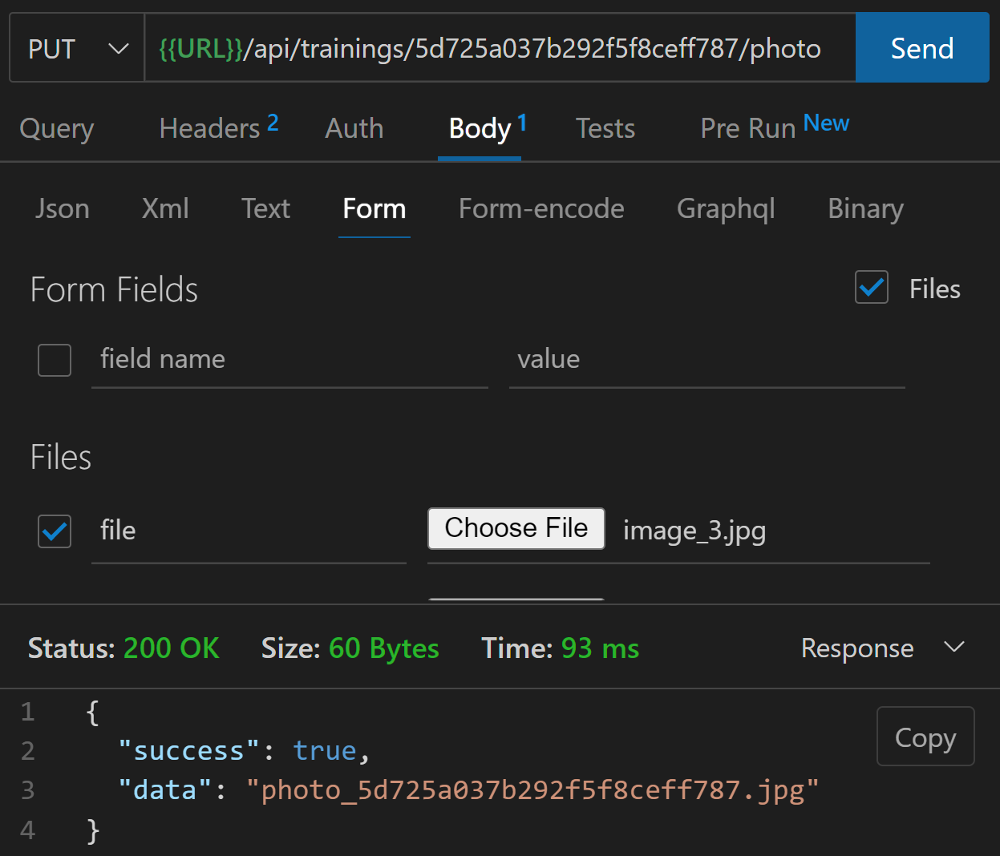 PUT {{URL}}/api/trainings/5d725a037b292f5f8ceff787/photo Send
Query Headers 2 Auth Body 1 Tests Pre Run New
Json Xml Text Form Form-encode Graphql Binary
Form Fields Files
field name value
Files
file Choose File image_3.jpg
Status: 200 OK Size: 60 Bytes Time: 93 ms Response
1 {
Copy
2 "success": true,
3 "data": "photo_5d725a037b292f5f8ceff787.jpg"
4 }